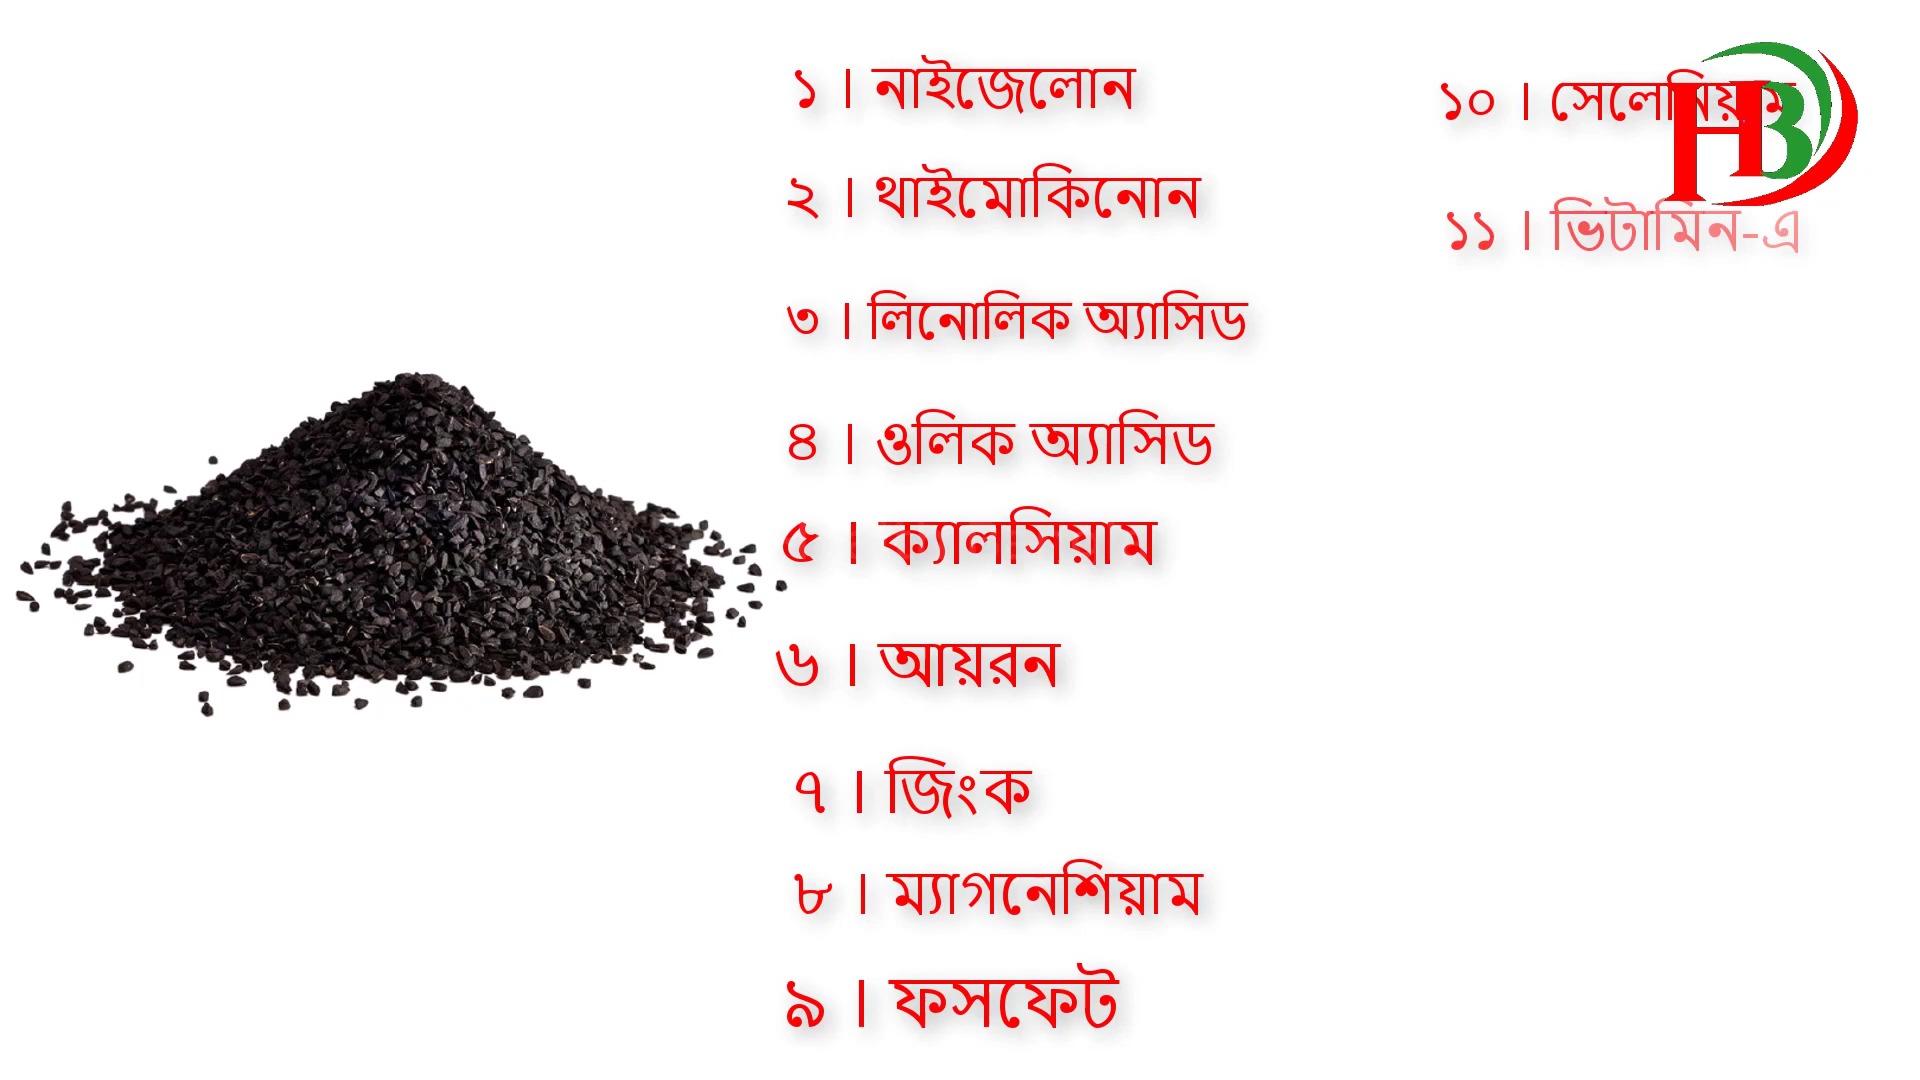 ১ । নাইজেলোন
২ । থাইমোকিনোন
৩ । লিনোলিক অ্যাসিড
৪ । ওলিক অ্যাসিড
৫ । ক্যালসিয়াম
৬ । আয়রন
৭ । জিংক
৮ । ম্যাগনেশিয়াম
৯ । ফসফেট
১০ । সেলেনিয়াম
১১ । ভিটামিন-এ
HB